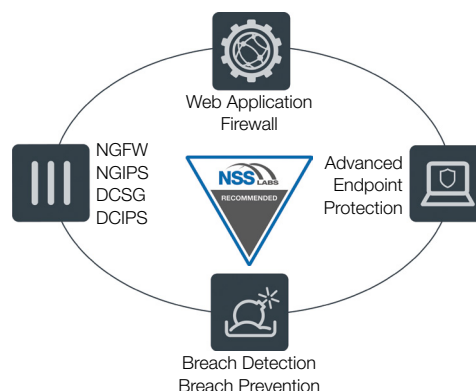 Web Application
Firewall
NGFW
NGIPS
DCSG
DCIPS
NSS
LABS
RECOMMENDED
Advanced
Endpoint
Protection
Breach Detection
Breach Prevention